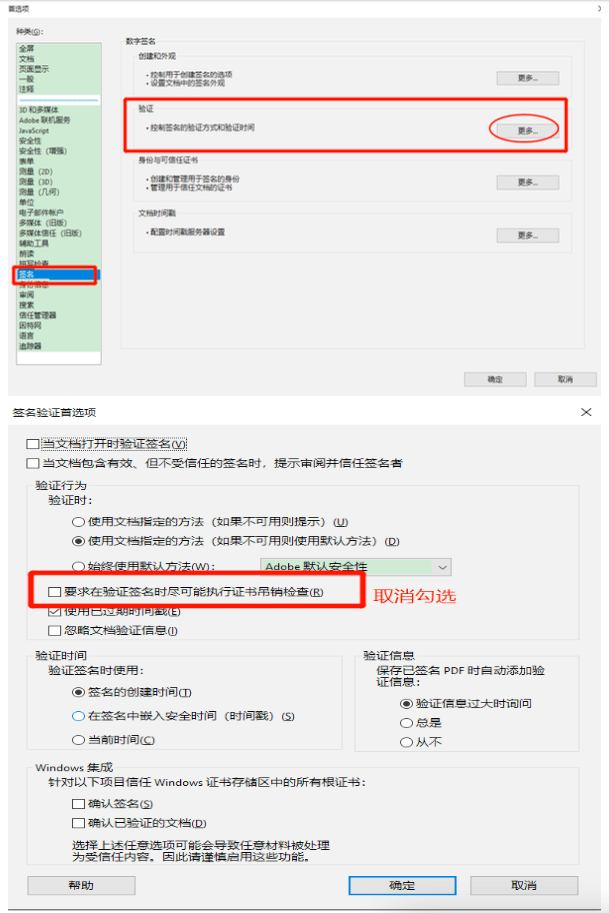 首选项
种类(G):
全屏
文档
页面显示
一般
注释
3D 和多媒体
Adobe 联机服务
JavaScript
安全性
安全性（增强）
表单
测量（2D）
测量（3D）
测量（几何）
单位
电子邮件帐户
多媒体（旧版）
多媒体信任（旧版）
辅助工具
朗读
拼写检查
签名
身份信息
审阅
搜索
信任管理器
因特网
语言
追踪器
数字签名
创建和外观
• 控制用于创建签名的选项
• 设置文档中的签名外观
更多...
验证
• 控制签名的验证方式和验证时间
更多...
身份与可信任证书
• 创建和管理用于签名的身份
• 管理用于信任文档的证书
更多...
文档时间戳
• 配置时间戳服务器设置
更多...
确定
取消
签名验证首选项
当文档打开时验证签名(V)
当文档包含有效、但不受信任的签名时，提示审阅并信任签名者
验证行为
验证时:
使用文档指定的方法（如果不可用则提示）(U)
使用文档指定的方法（如果不可用则使用默认方法）(D)
始终使用默认方法(W):
Adobe 默认安全性
要求在验证签名时尽可能执行证书吊销检查(R)
取消勾选
使用已过期时间戳(E)
忽略文档验证信息(I)
验证时间
验证签名时使用:
签名的创建时间(T)
在签名中嵌入安全时间（时间戳）(S)
当前时间(C)
验证信息
保存已签名 PDF 时自动添加验
证信息:
验证信息过大时询问
总是
从不
Windows 集成
针对以下项目信任 Windows 证书存储区中的所有根证书:
确认签名(S)
确认已验证的文档(D)
选择上述任意选项可能会导致任意材料被处理
为受信任内容。因此请谨慎启用这些功能。
帮助
确定
取消